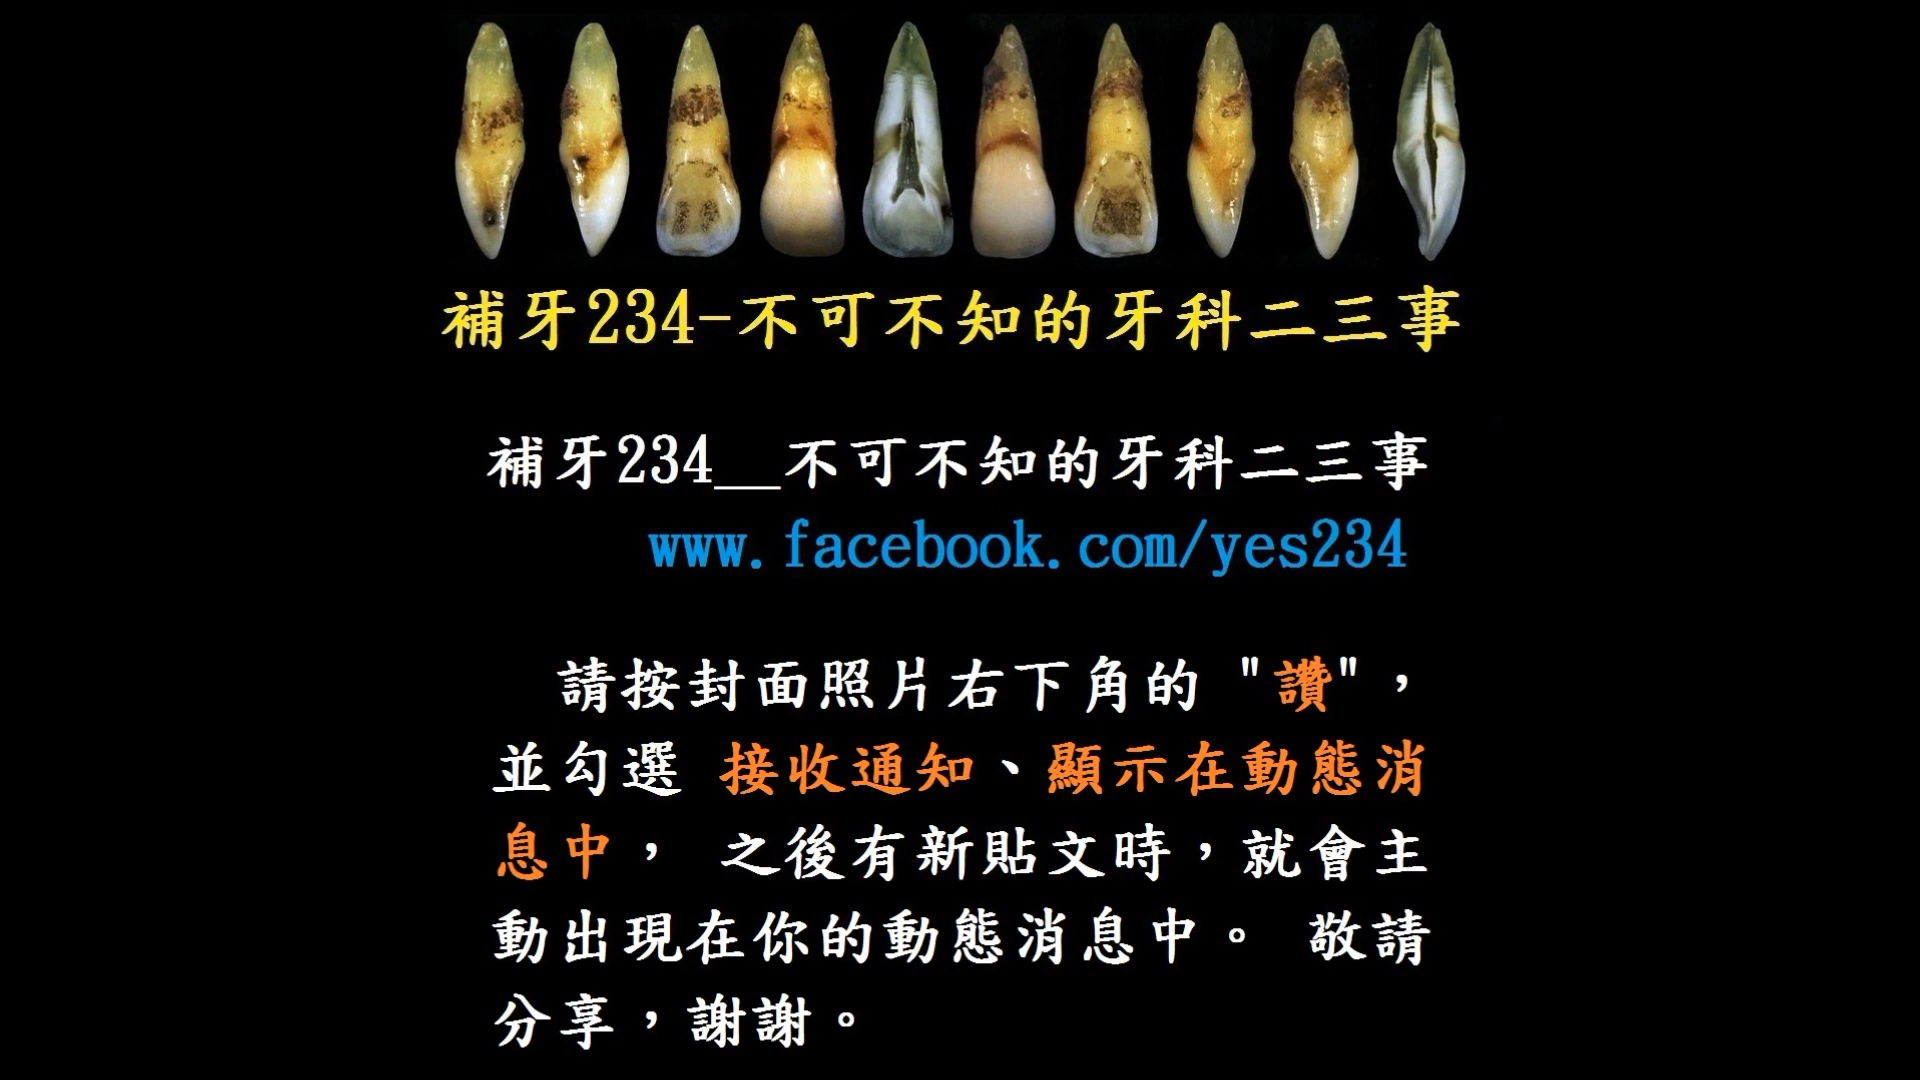 補牙234-不可不知的牙科二三事
補牙234__不可不知的牙科二三事
www.facebook.com/yes234
請按封面照片右下角的 "讚"，
並勾選 接收通知、顯示在動態消
息中， 之後有新貼文時，就會主
動出現在你的動態消息中。 敬請
分享，謝謝。